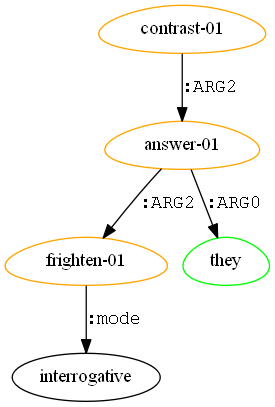 contrast-01
:ARG2
answer-01
:ARG2 :ARG0
frighten-01 they
:mode
interrogative